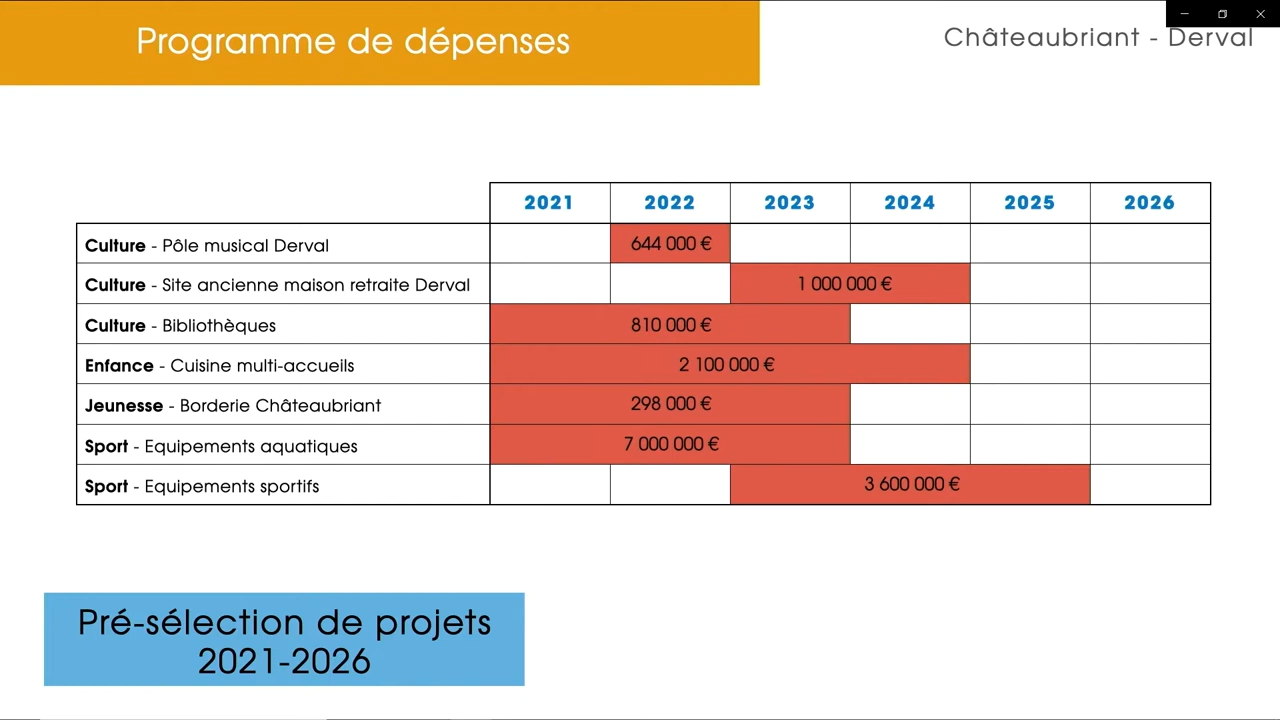 Programme de dépenses
Châteaubriant - Derval
2021 2022 2023 2024 2025 2026
Culture - Pôle musical Derval 644 000 €
Culture - Site ancienne maison retraite Derval 1 000 000 €
Culture - Bibliothèques 810 000 €
Enfance - Cuisine multi-accueils 2 100 000 €
Jeunesse - Borderie Châteaubriant 298 000 €
Sport - Equipements aquatiques 7 000 000 €
Sport - Equipements sportifs 3 600 000 €
Pré-sélection de projets
2021-2026